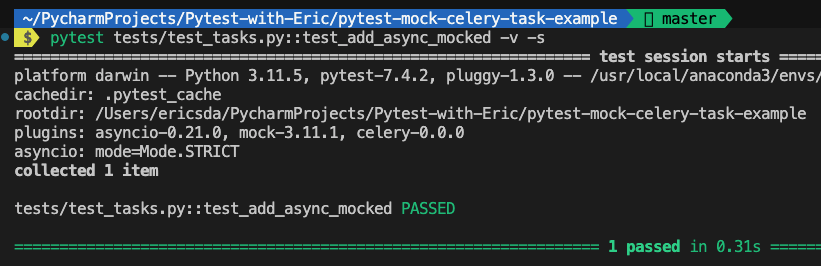 ~/PycharmProjects/Pytest-with-Eric/pytest-mock-celery-task-example master
$ pytest tests/test_tasks.py::test_add_async_mocked -v -s
============================================================= test session starts =====
platform darwin -- Python 3.11.5, pytest-7.4.2, pluggy-1.3.0 -- /usr/local/anaconda3/envs/
cachedir: .pytest_cache
rootdir: /Users/ericsda/PycharmProjects/Pytest-with-Eric/pytest-mock-celery-task-example
plugins: asyncio-0.21.0, mock-3.11.1, celery-0.0.0
asyncio: mode=Mode.STRICT
collected 1 item
tests/test_tasks.py::test_add_async_mocked PASSED
============================================================== 1 passed in 0.31s ======